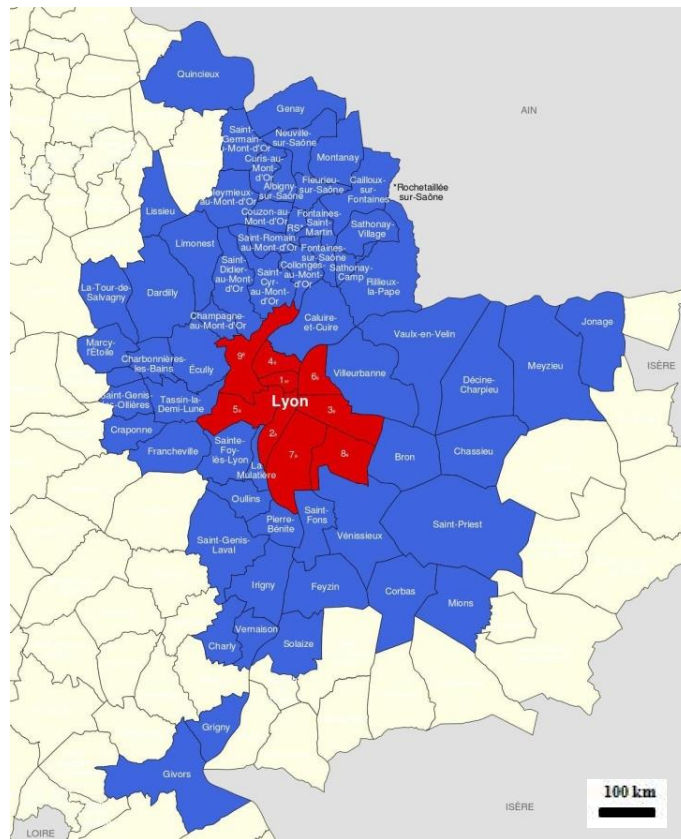 Quincieux
AIN
Genay
Saint-
Germain-
au-Mont-d'Or
Neuville-
sur-Saône
Curis-au-
Mont-
d'Or
Montanay
Albigny-
sur-Saône
Fleurieu-
sur-Saône
Cailloux-
sur-
Fontaines
*Rochetaillée
sur-Saône
Poleymieux-
au-Mont-d'Or
Lissieu
Couzon-au-
Mont-d'Or
RS*
Fontaines-
Saint-
Martin
Sathonay-
Village
Limonest
Saint-Romain-
au-Mont-d'Or
Fontaines-
sur-Saône
Saint-
Didier-
au-Mont-
d'Or
Saint-
Cyr-
au-Mont-
d'Or
Collonges-
au-Mont-
d'Or
Sathonay-
Camp
Rillieux-
la-Pape
La-Tour-de-
Salvagny
Dardilly
Champagne-
au-Mont-d'Or
Caluire-
et-Cuire
Vaulx-en-Velin
Jonage
Marcy-
l'Étoile
Charbonnières-
les-Bains
Écully
9e
4e
1er
6e
Villeurbanne
Décine-
Charpieu
Meyzieu
ISÈRE
Saint-Genis-
les-Ollières
Tassin-la-
Demi-Lune
Lyon
5e
3e
2e
Craponne
Francheville
Sainte-
Foy-
lès-Lyon
La
Mulatière
7e
8e
Bron
Chassieu
Oullins
Pierre-
Bénite
Saint-
Fons
Vénissieux
Saint-Priest
Saint-Genis-
Laval
Irigny
Feyzin
Corbas
Mions
Vernaison
Charly
Solaize
Grigny
Givors
100 km
LOIRE
ISÈRE